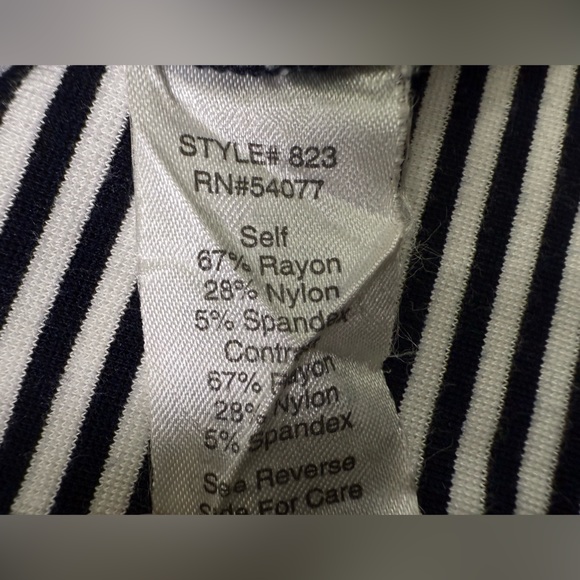 STYLE# 823
RN#54077
Self
67% Rayon
28% Nylon
5% Spandex
Contra
67% Rayon
28% Nylon
5% Spandex
See Reverse
Side For Care